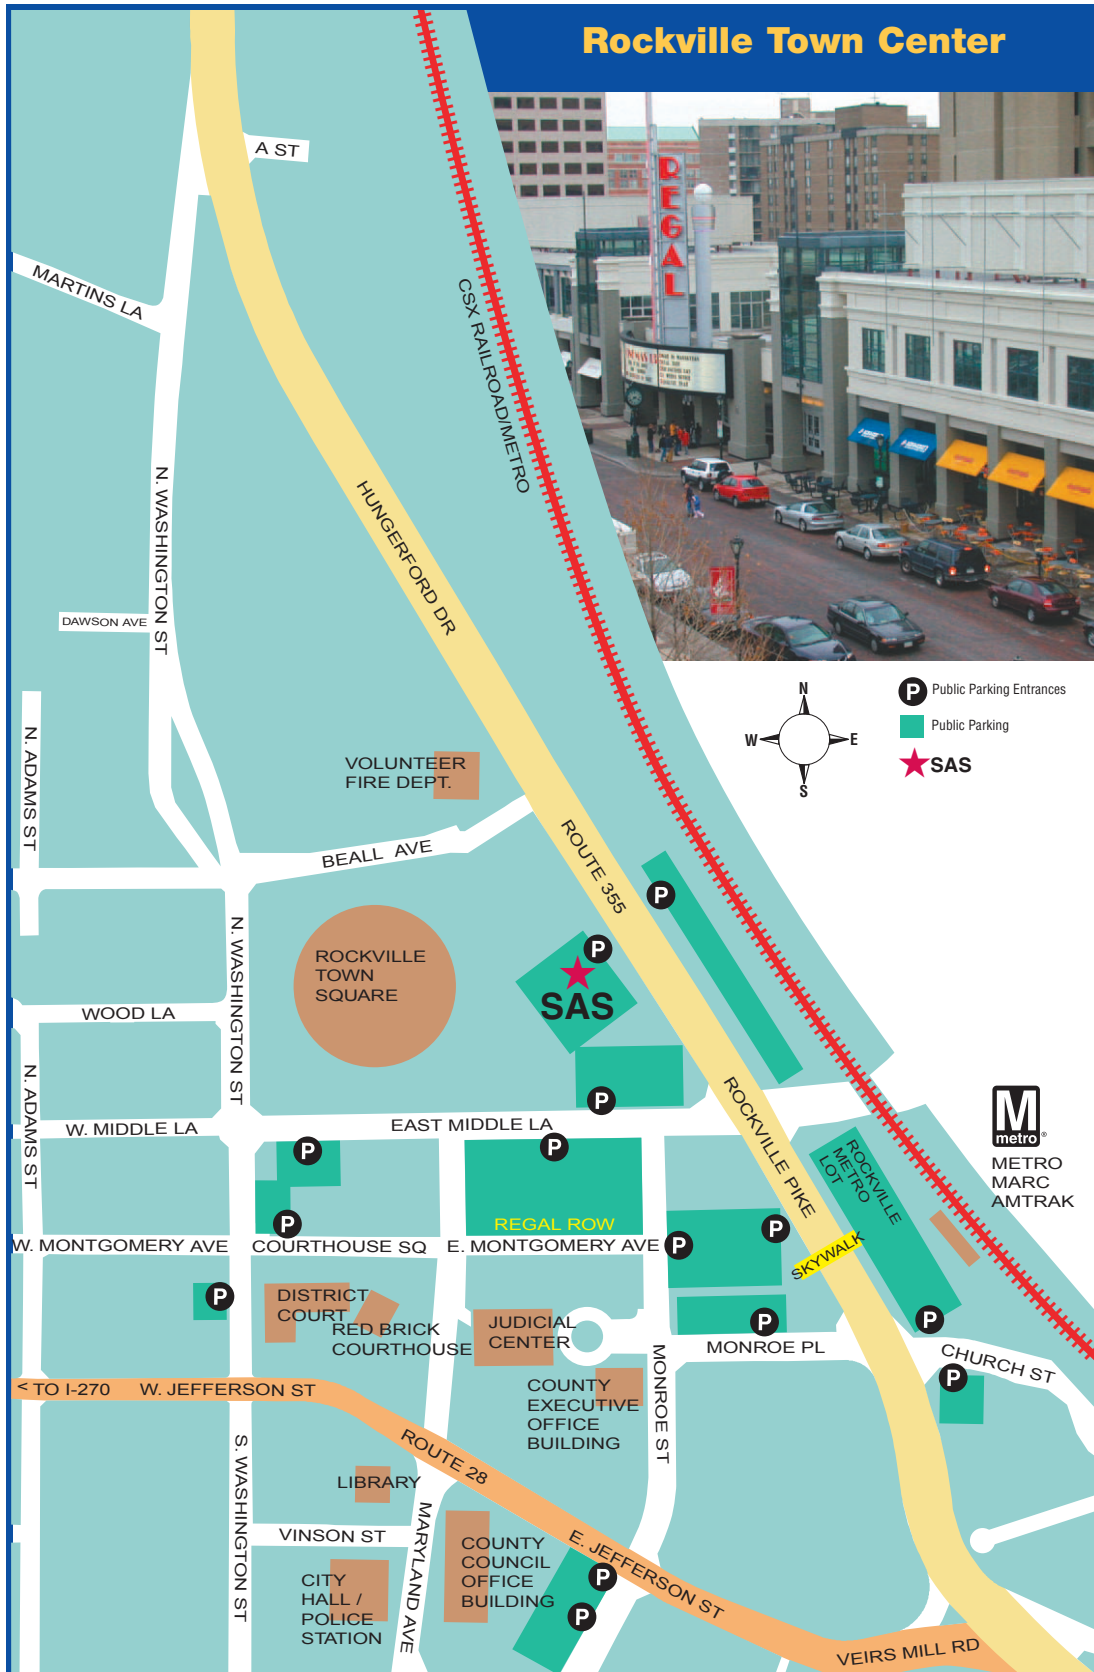 Rockville Town Center
REGAL
A ST
MARTINS LA
CSX RAILROAD/METRO
N. WASHINGTON ST
HUNGERFORD DR
DAWSON AVE
N
W
E
S
P Public Parking Entrances
Public Parking
SAS
N. ADAMS ST
VOLUNTEER
FIRE DEPT.
BEALL AVE
ROUTE 355
P
P
N. WASHINGTON ST
ROCKVILLE
TOWN
SQUARE
SAS
WOOD LA
N. ADAMS ST
P
W. MIDDLE LA
EAST MIDDLE LA
ROCKVILLE PIKE
M
metro®
METRO
MARC
AMTRAK
P
P
ROCKVILLE
METRO
LOT
P
REGAL ROW
P
P
W. MONTGOMERY AVE
COURTHOUSE SQ
E. MONTGOMERY AVE
SKYWALK
P
DISTRICT
COURT
RED BRICK
COURTHOUSE
JUDICIAL
CENTER
P
P
MONROE PL
CHURCH ST
P
MONROE ST
COUNTY
EXECUTIVE
OFFICE
BUILDING
< TO I-270
W. JEFFERSON ST
ROUTE 28
S. WASHINGTON ST
LIBRARY
MARYLAND AVE
VINSON ST
COUNTY
COUNCIL
OFFICE
BUILDING
E. JEFFERSON ST
P
P
CITY
HALL /
POLICE
STATION
VEIRS MILL RD